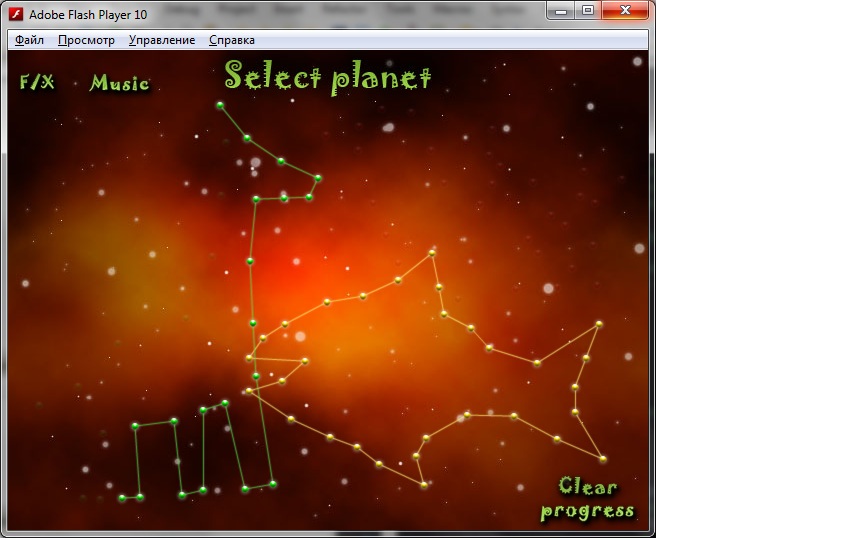 Adobe Flash Player 10
Файл Просмотр Управление Справка
F/X Music Select planet
Clear
progress